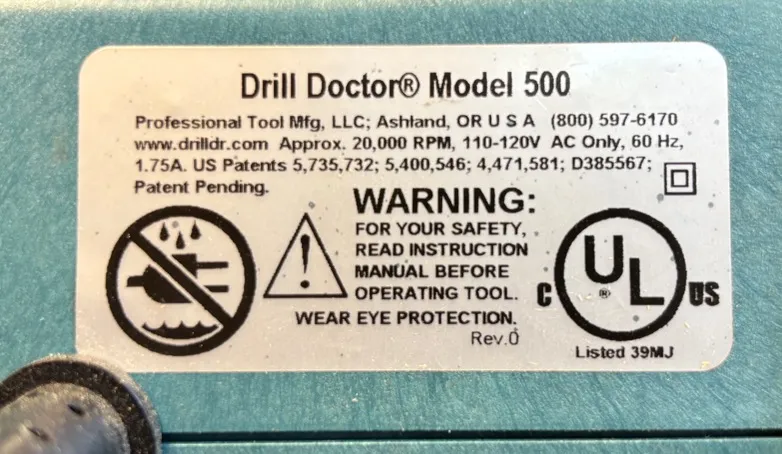 Drill Doctor® Model 500
Professional Tool Mfg, LLC; Ashland, OR U S A (800) 597-6170
www.drilldr.com Approx. 20,000 RPM, 110-120V AC Only, 60 Hz,
1.75A. US Patents 5,735,732; 5,400,546; 4,471,581; D385567;
Patent Pending.
WARNING:
FOR YOUR SAFETY,
READ INSTRUCTION
MANUAL BEFORE
OPERATING TOOL.
WEAR EYE PROTECTION.
Rev.0
!
C UL® US
Listed 39MJ